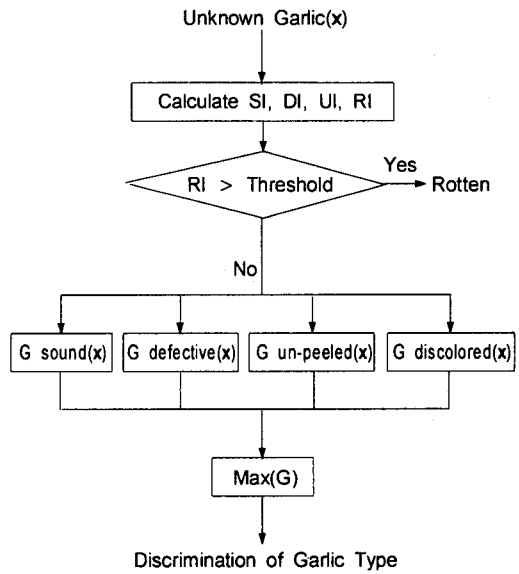 Unknown Garlic(x)
Calculate SI, DI, UI, RI
RI > Threshold
Yes
Rotten
No
G sound(x)
G defective(x)
G un-peeled(x)
G discolored(x)
Max(G)
Discrimination of Garlic Type